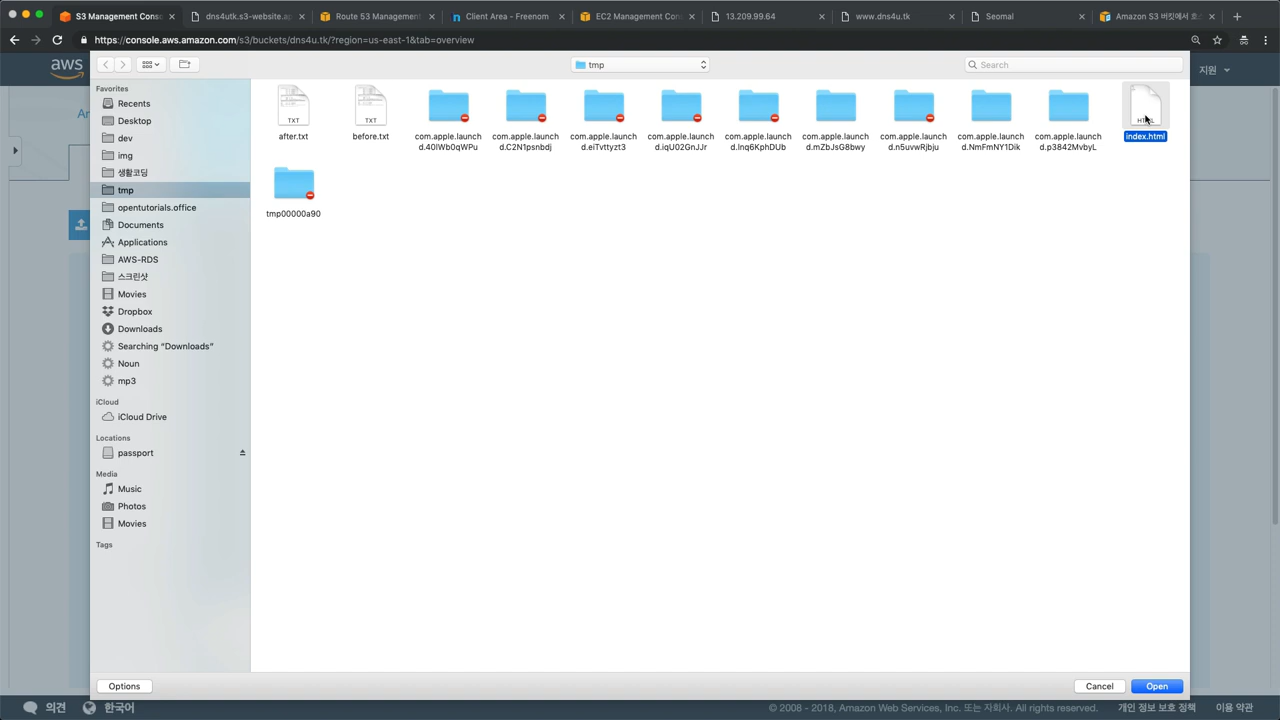 S3 Management Conso
dns4utk.s3-website.ap
Route 53 Management
Client Area - Freenom
EC2 Management Con
13.209.99.64
www.dns4u.tk
Seomal
Amazon S3 버킷에서 호스
https://console.aws.amazon.com/s3/buckets/dns4u.tk/?region=us-east-1&tab=overview
aws
지원
Am
tmp
Search
Favorites
Recents
Desktop
dev
img
생활코딩
tmp
opentutorials.office
Documents
Applications
AWS-RDS
스크린샷
Movies
Dropbox
Downloads
Searching “Downloads”
Noun
mp3
iCloud
iCloud Drive
Locations
passport
Media
Music
Photos
Movies
Tags
TXT
after.txt
TXT
before.txt
com.apple.launch
d.40lWb0qWPu
com.apple.launch
d.C2N1psnbdj
com.apple.launch
d.eiTvttyzt3
com.apple.launch
d.iqU02GnJJr
com.apple.launch
d.lnq6KphDUb
com.apple.launch
d.mZbJsG8bwy
com.apple.launch
d.n5uvwRjbju
com.apple.launch
d.NmFmNY1Dik
com.apple.launch
d.p3842MvbyL
HTML
index.html
tmp00000a90
Options
Cancel
Open
의견
한국어
© 2008 - 2018, Amazon Web Services, Inc. 또는 자회사. All rights reserved.
개인 정보 보호 정책
이용 약관